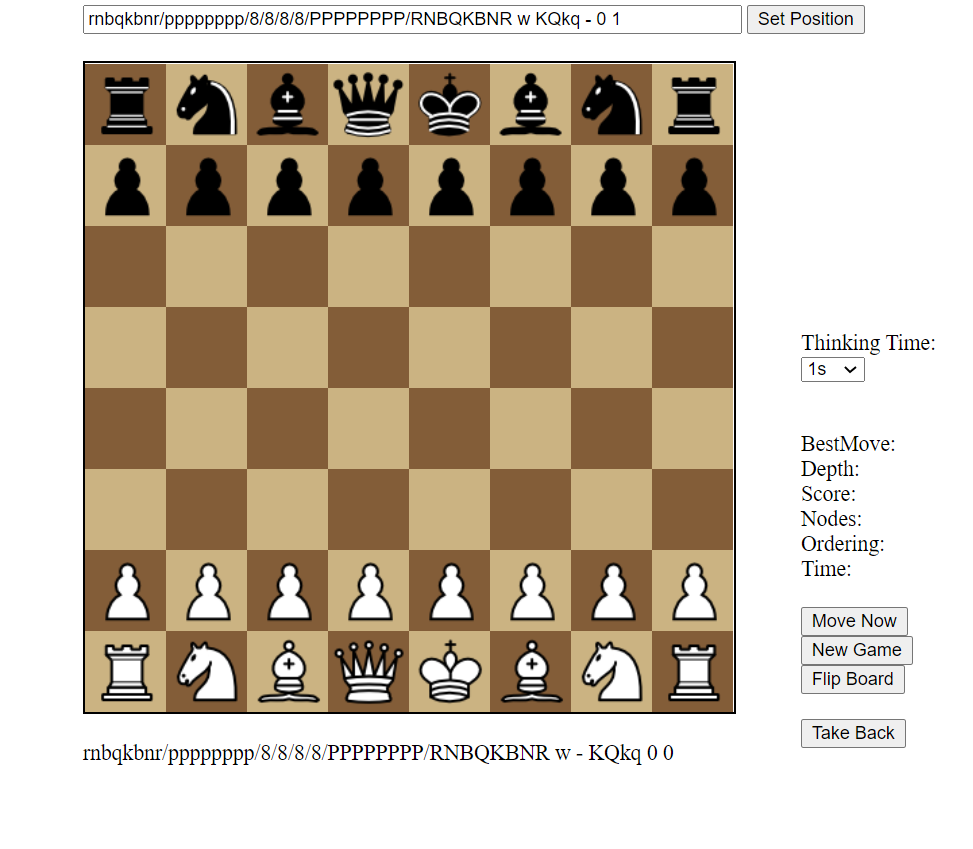 rnbqkbnr/pppppppp/8/8/8/8/PPPPPPPP/RNBQKBNR w KQkq - 0 1 Set Position
Thinking Time:
1s
BestMove:
Depth:
Score:
Nodes:
Ordering:
Time:
Move Now
New Game
Flip Board
Take Back
rnbqkbnr/pppppppp/8/8/8/8/PPPPPPPP/RNBQKBNR w - KQkq 0 0